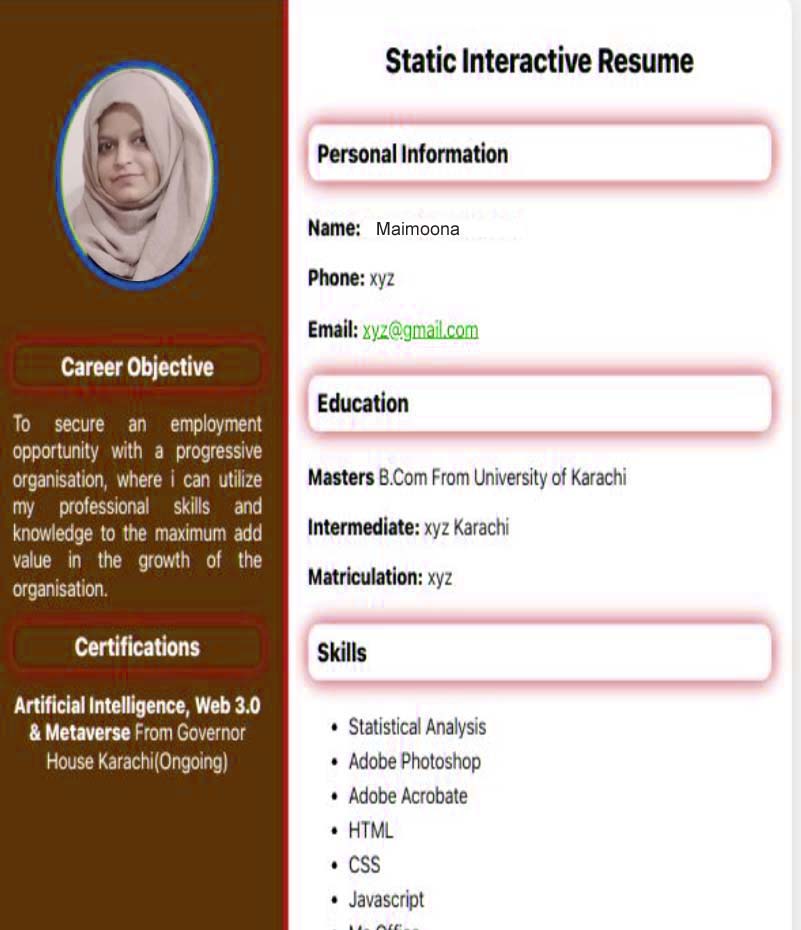 Career Objective
To secure an employment
opportunity with a progressive
organisation, where i can utilize
my professional skills and
knowledge to the maximum add
value in the growth of the
organisation.
Certifications
Artificial Intelligence, Web 3.0
& Metaverse From Governor
House Karachi(Ongoing)
Static Interactive Resume
Personal Information
Name: Maimoona
Phone: xyz
Email: xyz@gmail.com
Education
Masters B.Com From University of Karachi
Intermediate: xyz Karachi
Matriculation: xyz
Skills
• Statistical Analysis
• Adobe Photoshop
• Adobe Acrobate
• HTML
• CSS
• Javascript